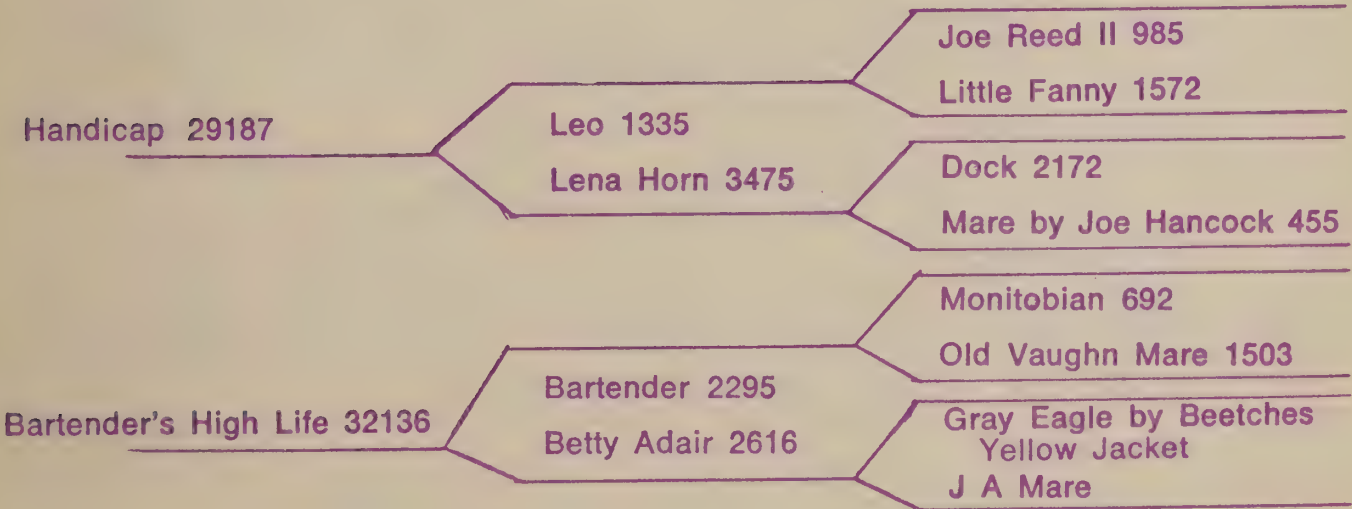 Joe Reed II 985
Little Fanny 1572
Handicap 29187
Leo 1335
Lena Horn 3475
Dock 2172
Mare by Joe Hancock 455
Monitobian 692
Old Vaughn Mare 1503
Bartender's High Life 32136
Bartender 2295
Betty Adair 2616
Gray Eagle by Beetches
Yellow Jacket
J A Mare